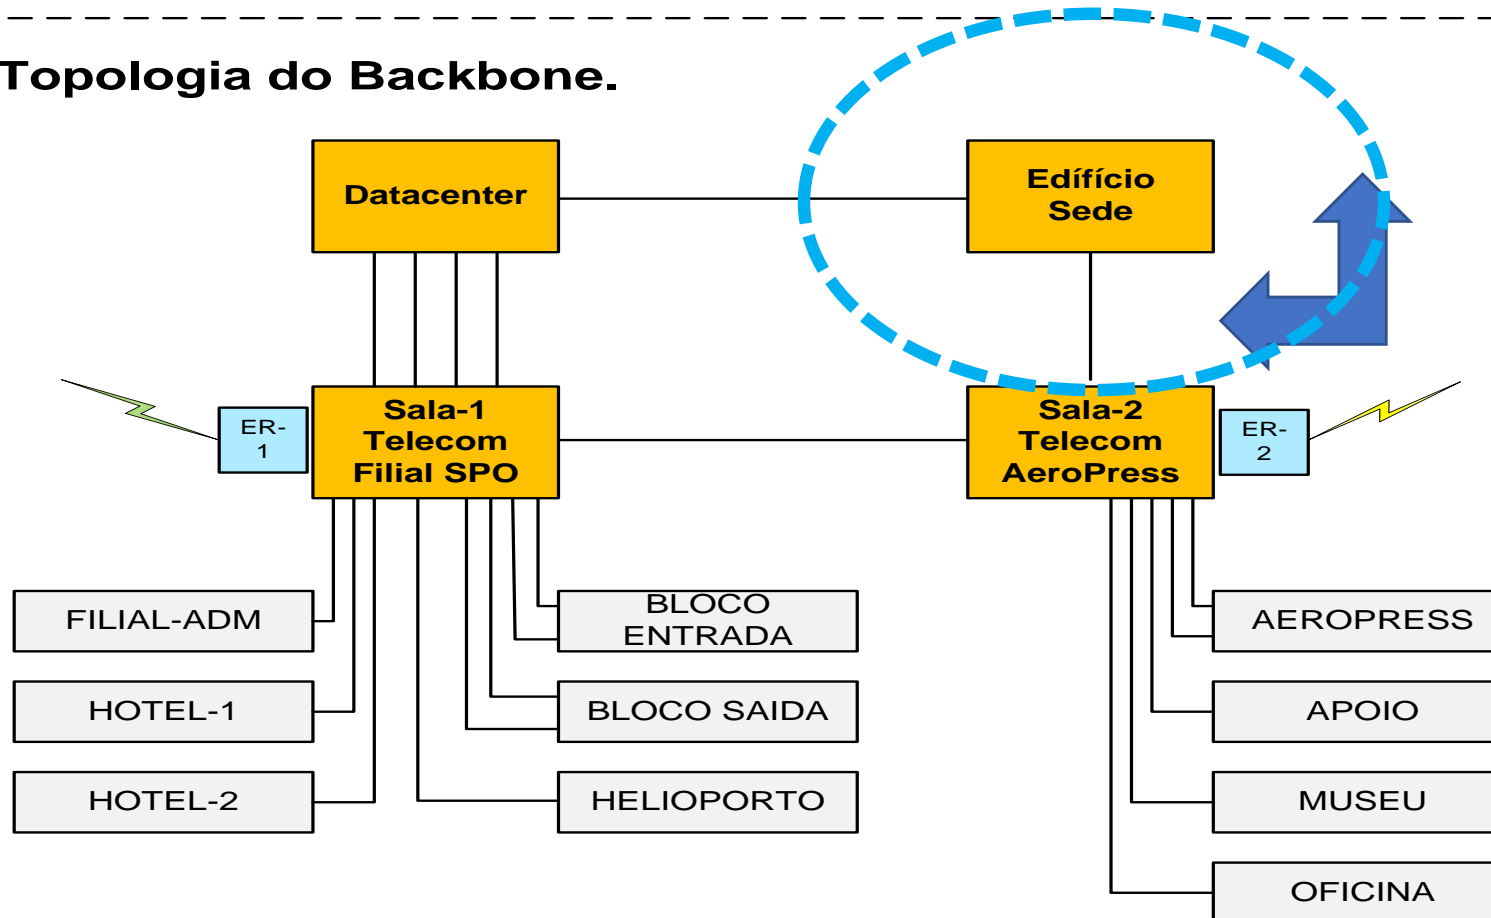 Topologia do Backbone.
Datacenter
Edífício
Sede
ER-
1
Sala-1
Telecom
Filial SPO
Sala-2
Telecom
AeroPress
ER-
2
FILIAL-ADM
BLOCO
ENTRADA
AEROPRESS
HOTEL-1
BLOCO SAIDA
APOIO
HOTEL-2
HELIOPORTO
MUSEU
OFICINA